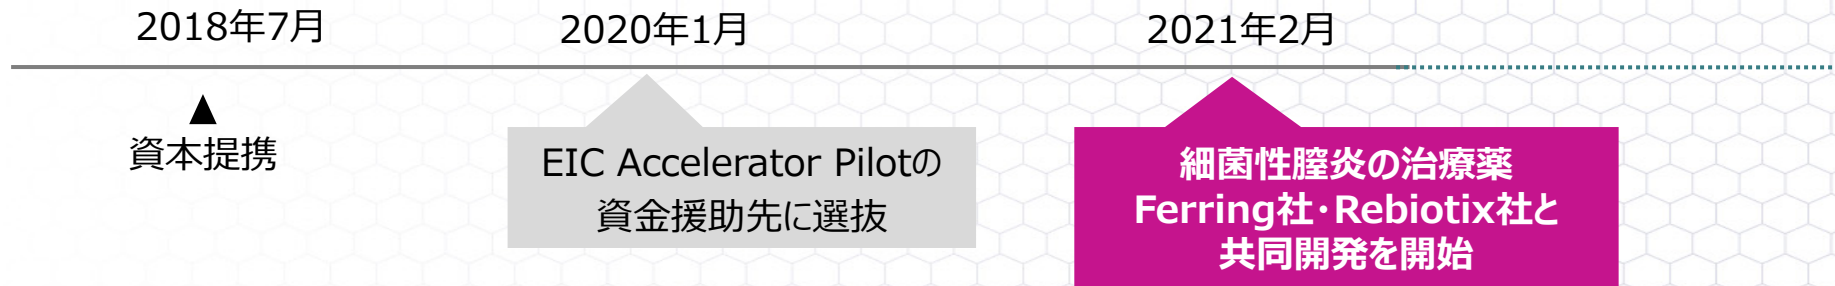 2018年7月
2020年1月
2021年2月
▲
資本提携
EIC Accelerator Pilotの
資金援助先に選抜
細菌性膣炎の治療薬
Ferring社・Rebiotix社と
共同開発を開始